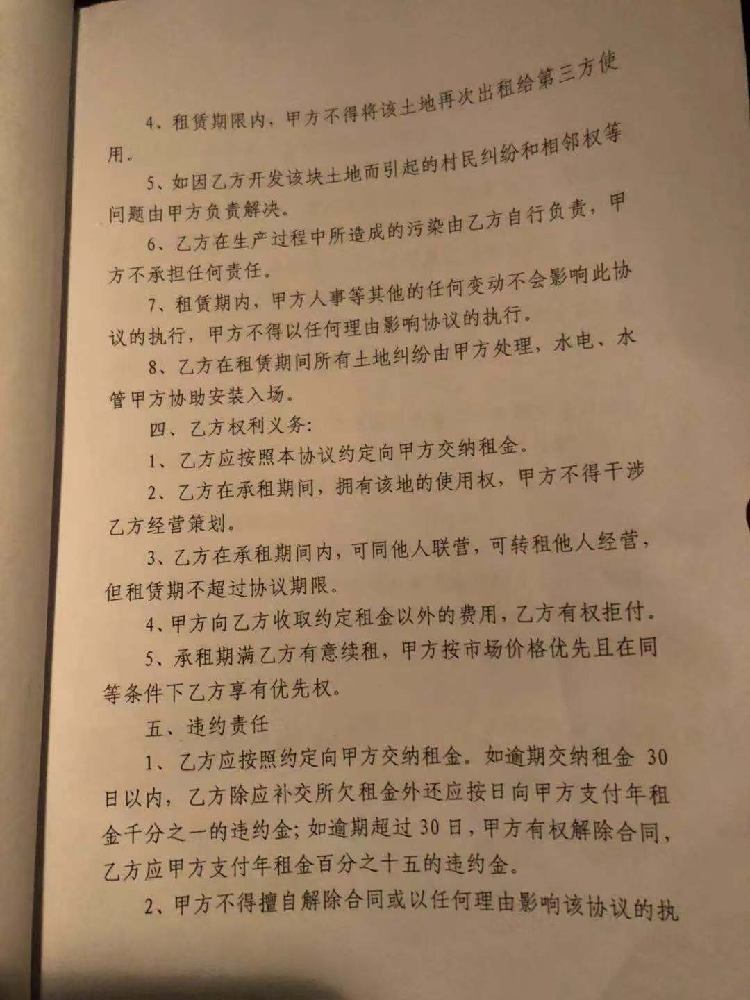 4、租赁期限内，甲方不得将该土地再次出租给第三方使
用。
5、如因乙方开发该块土地而引起的村民纠纷和相邻权等
问题由甲方负责解决。
6、乙方在生产过程中所造成的污染由乙方自行负责，甲
方不承担任何责任。
7、租赁期内，甲方人事等其他的任何变动不会影响此协
议的执行，甲方不得以任何理由影响协议的执行。
8、乙方在租赁期间所有土地纠纷由甲方处理，水电、水
管甲方协助安装入场。
四、乙方权利义务：
1、乙方应按照本协议约定向甲方交纳租金。
2、乙方在承租期间，拥有该地的使用权，甲方不得干涉
乙方经营策划。
3、乙方在承租期间内，可同他人联营，可转租他人经营，
但租赁期不超过协议期限。
4、甲方向乙方收取约定租金以外的费用，乙方有权拒付。
5、承租期满乙方有意续租，甲方按市场价格优先且在同
等条件下乙方享有优先权。
五、违约责任
1、乙方应按照约定向甲方交纳租金。如逾期交纳租金 30
日以内，乙方除应补交所欠租金外还应按日向甲方支付年租
金千分之一的违约金；如逾期超过 30 日，甲方有权解除合同，
乙方应甲方支付年租金百分之十五的违约金。
2、甲方不得擅自解除合同或以任何理由影响该协议的执